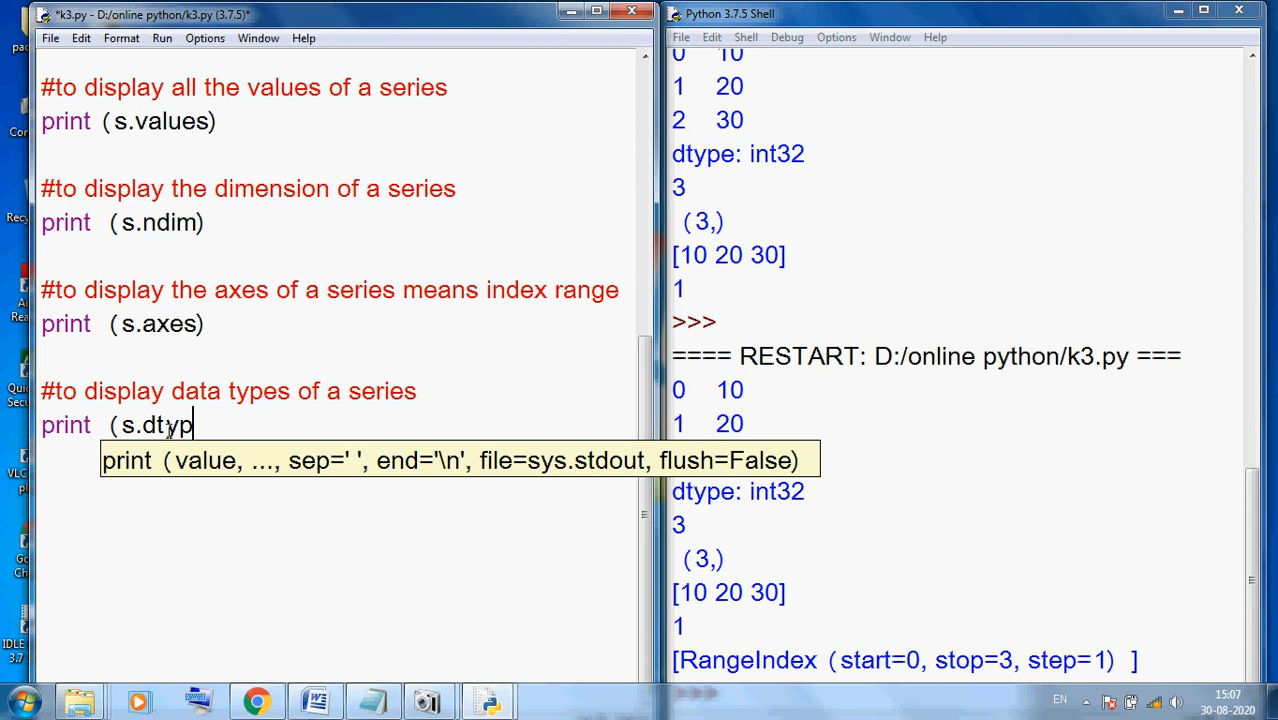 *k3.py - D:/online python/k3.py (3.7.5)*
File Edit Format Run Options Window Help
#to display all the values of a series
print (s.values)
#to display the dimension of a series
print (s.ndim)
#to display the axes of a series means index range
print (s.axes)
#to display data types of a series
print (s.dtyp
print (value, ..., sep=' ', end='\n', file=sys.stdout, flush=False)
Python 3.7.5 Shell
File Edit Shell Debug Options Window Help
0 10
1 20
2 30
dtype: int32
3
(3,)
[10 20 30]
1
>>>
==== RESTART: D:/online python/k3.py ===
0 10
1 20
dtype: int32
3
(3,)
[10 20 30]
1
[RangeIndex (start=0, stop=3, step=1) ]
IDLE
3.7
EN
15:07
30-08-2020